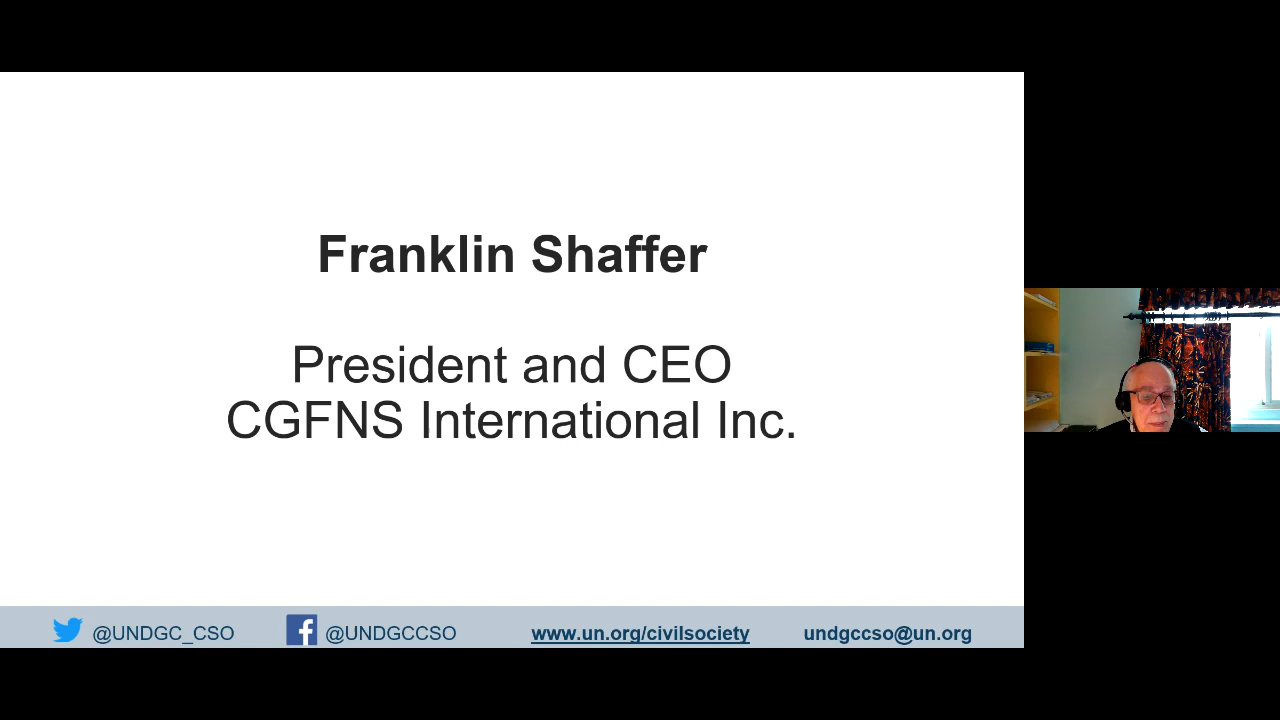 Franklin Shaffer
President and CEO
CGFNS International Inc.
@UNDGC_CSO @UNDGCCSO www.un.org/civilsociety undgccso@un.org